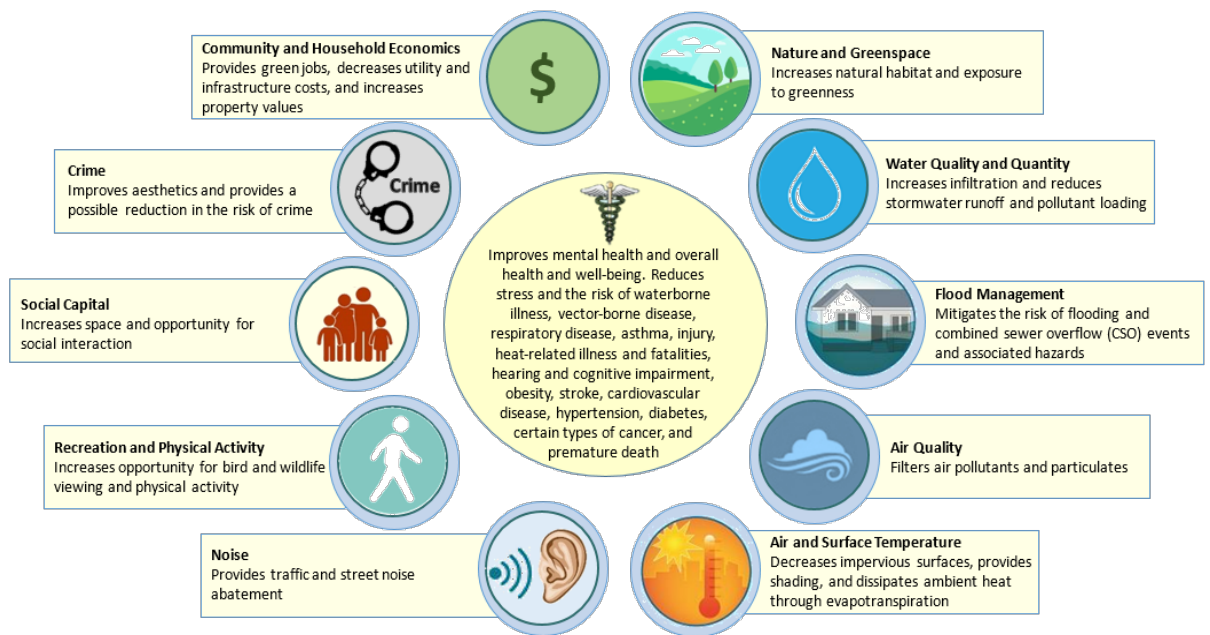 Community and Household Economics
Provides green jobs, decreases utility and
infrastructure costs, and increases
property values
$
Nature and Greenspace
Increases natural habitat and exposure
to greenness
Crime
Improves aesthetics and provides a
possible reduction in the risk of crime
Crime
Water Quality and Quantity
Increases infiltration and reduces
stormwater runoff and pollutant loading
Improves mental health and overall
health and well-being. Reduces
stress and the risk of waterborne
illness, vector-borne disease,
respiratory disease, asthma, injury,
heat-related illness and fatalities,
hearing and cognitive impairment,
obesity, stroke, cardiovascular
disease, hypertension, diabetes,
certain types of cancer, and
premature death
Social Capital
Increases space and opportunity for
social interaction
Flood Management
Mitigates the risk of flooding and
combined sewer overflow (CSO) events
and associated hazards
Recreation and Physical Activity
Increases opportunity for bird and wildlife
viewing and physical activity
Air Quality
Filters air pollutants and particulates
Noise
Provides traffic and street noise
abatement
Air and Surface Temperature
Decreases impervious surfaces, provides
shading, and dissipates ambient heat
through evapotranspiration